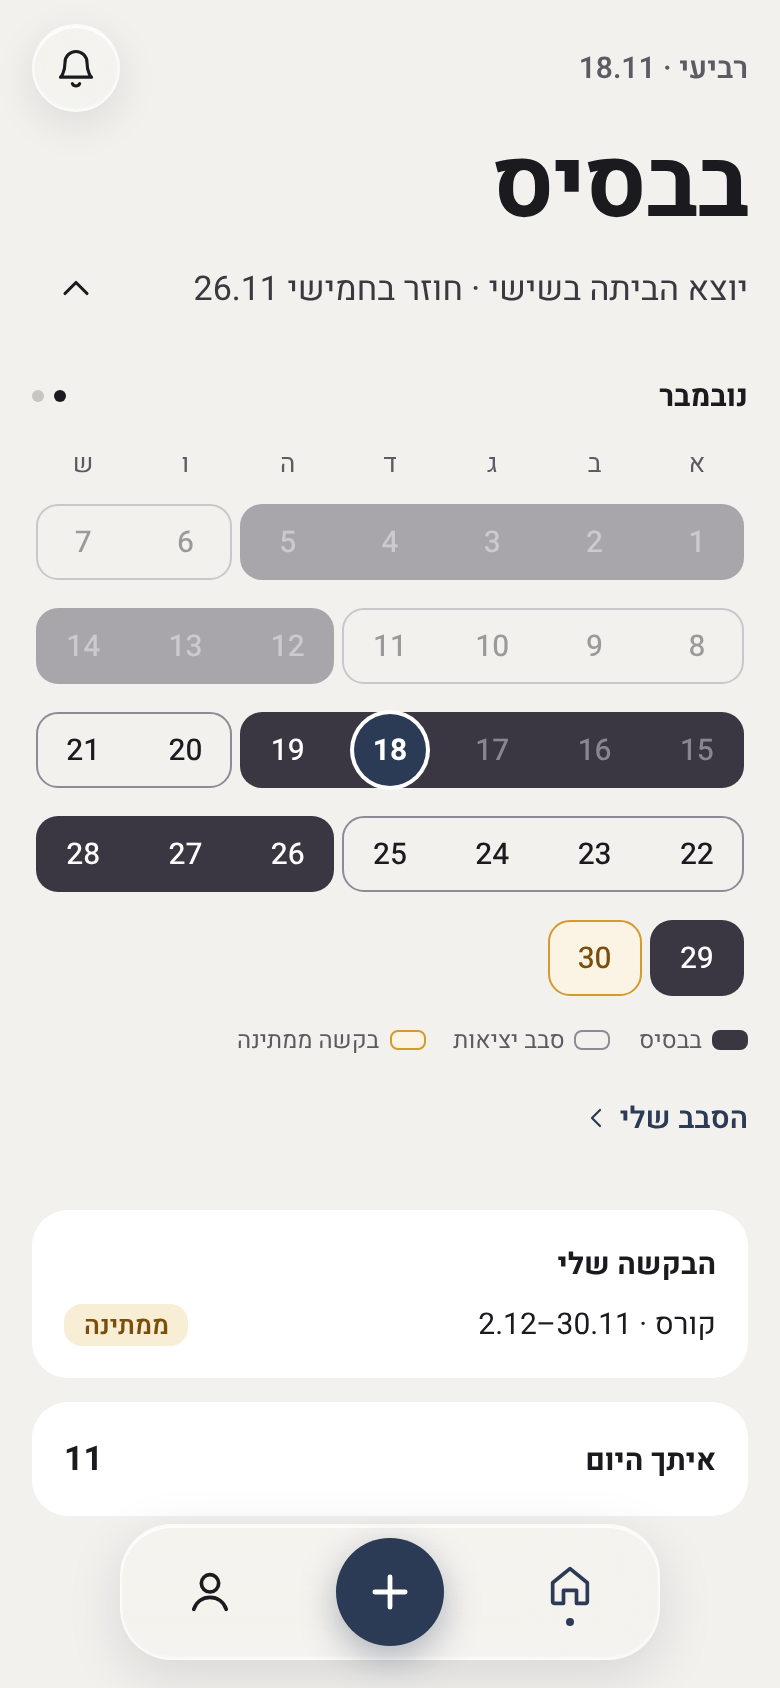 רביעי · 18.11
בבסיס
יוצא הביתה בשישי · חוזר בחמישי 26.11
נובמבר
א ב ג ד ה ו ש
1 2 3 4 5 6 7
8 9 10 11 12 13 14
15 16 17 18 19 20 21
22 23 24 25 26 27 28
29 30
בבסיס סבב יציאות בקשה ממתינה
הסבב שלי
הבקשה שלי
קורס · 30.11–2.12 ממתינה
איתך היום 11